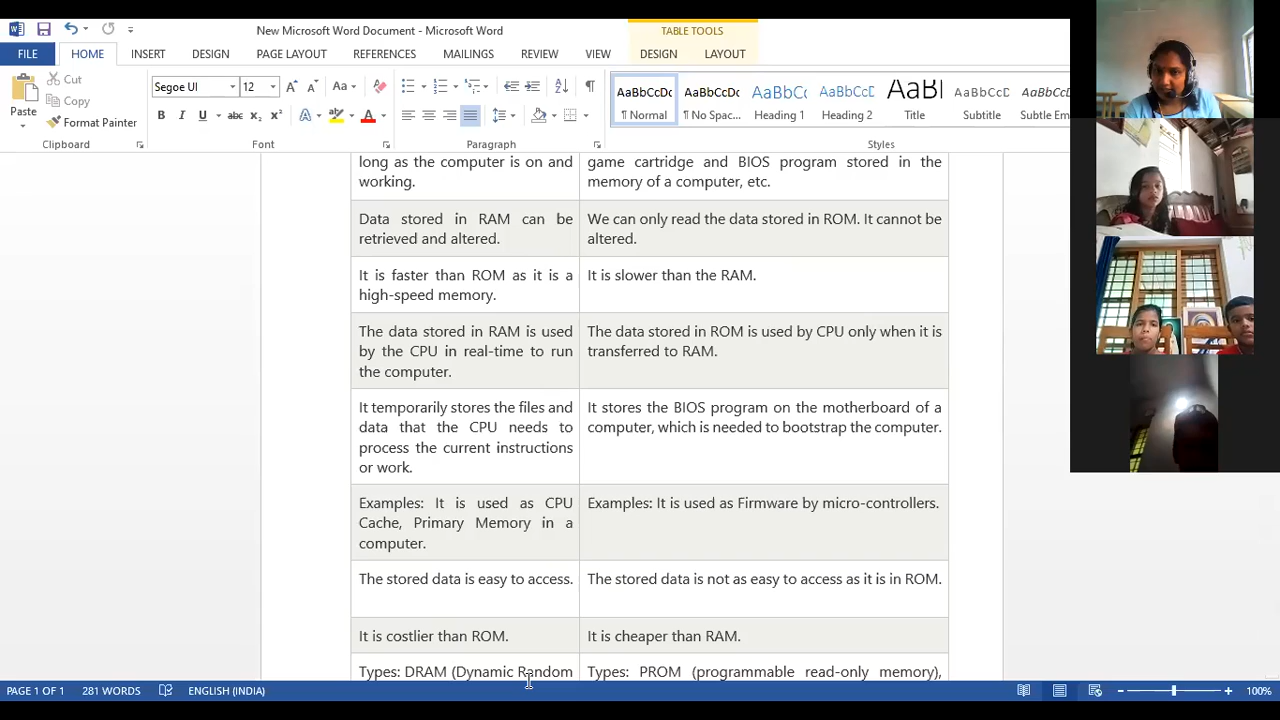 New Microsoft Word Document - Microsoft Word
TABLE TOOLS
FILE HOME INSERT DESIGN PAGE LAYOUT REFERENCES MAILINGS REVIEW VIEW DESIGN LAYOUT
Paste
Cut
Copy
Format Painter
Clipboard
Segoe UI 12
Font
Paragraph
AaBbCcDc AaBbCcDc AaBbCc AaBbCcD AaBl AaBbCcD AaBbCcDc
¶ Normal ¶ No Spac... Heading 1 Heading 2 Title Subtitle Subtle Em
Styles
long as the computer is on and
working.
game cartridge and BIOS program stored in the
memory of a computer, etc.
Data stored in RAM can be
retrieved and altered.
We can only read the data stored in ROM. It cannot be
altered.
It is faster than ROM as it is a
high-speed memory.
It is slower than the RAM.
The data stored in RAM is used
by the CPU in real-time to run
the computer.
The data stored in ROM is used by CPU only when it is
transferred to RAM.
It temporarily stores the files and
data that the CPU needs to
process the current instructions
or work.
It stores the BIOS program on the motherboard of a
computer, which is needed to bootstrap the computer.
Examples: It is used as CPU
Cache, Primary Memory in a
computer.
Examples: It is used as Firmware by micro-controllers.
The stored data is easy to access.
The stored data is not as easy to access as it is in ROM.
It is costlier than ROM.
It is cheaper than RAM.
Types: DRAM (Dynamic Random
Types: PROM (programmable read-only memory),
PAGE 1 OF 1 281 WORDS ENGLISH (INDIA) 100%